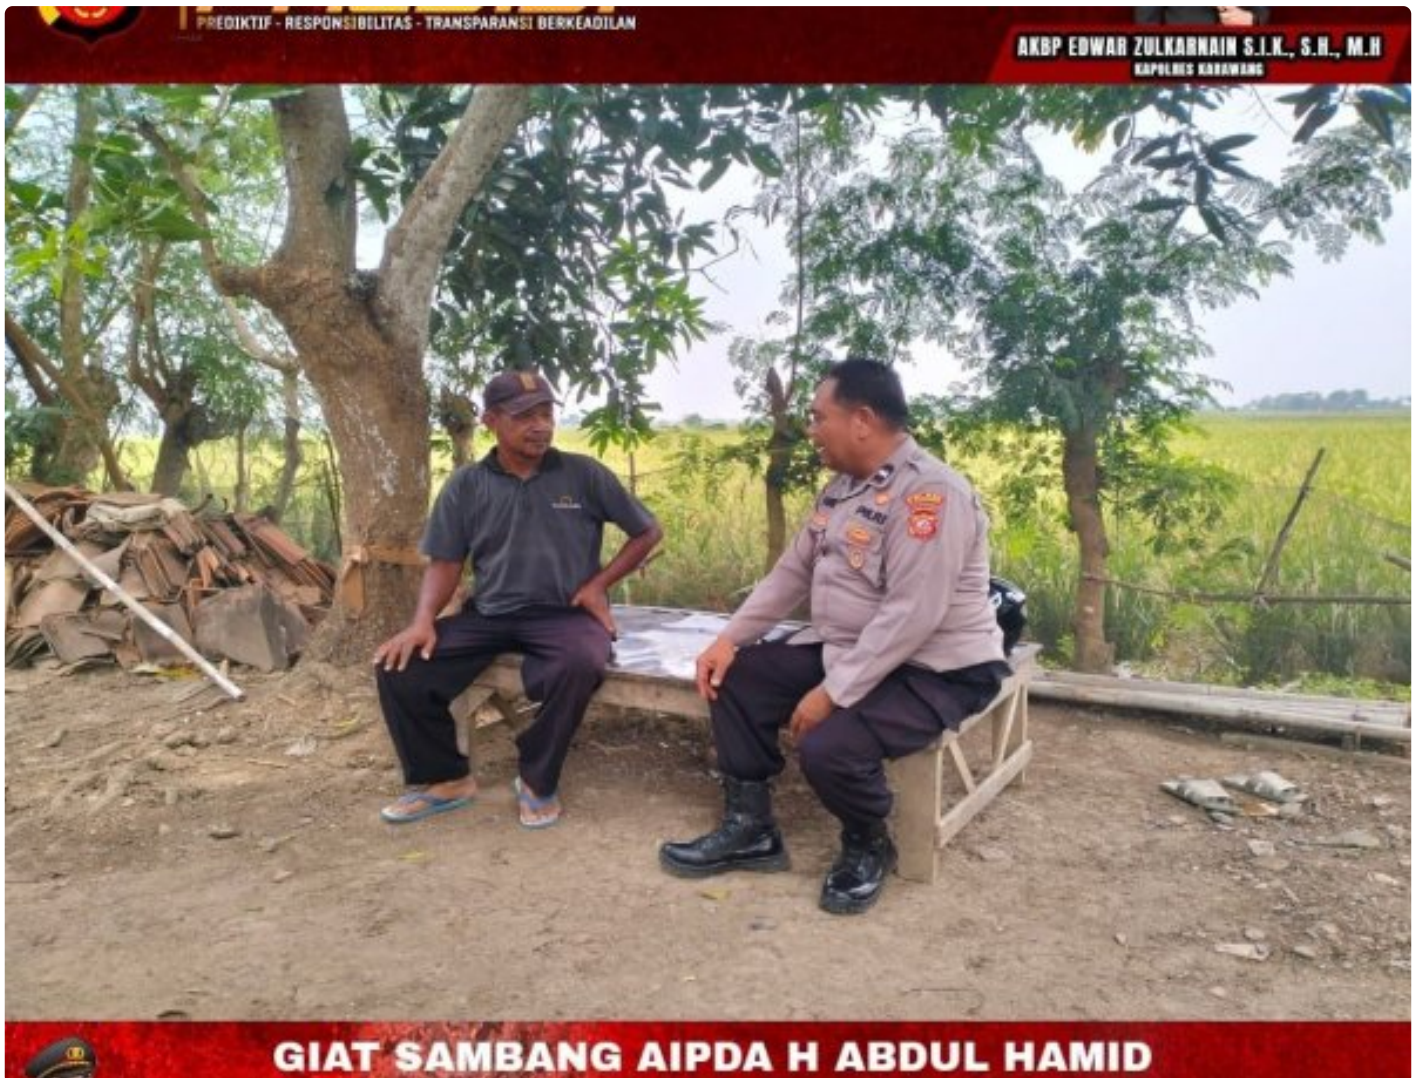 PREDIKTIF - RESPONSIBILITAS - TRANSPARANSI BERKEADILAN
AKBP EDWAR ZULKARNAIN S.I.K., S.H., M.H
KAPOLRES KARAWANG
POLRI
GIAT SAMBANG AIPDA H ABDUL HAMID